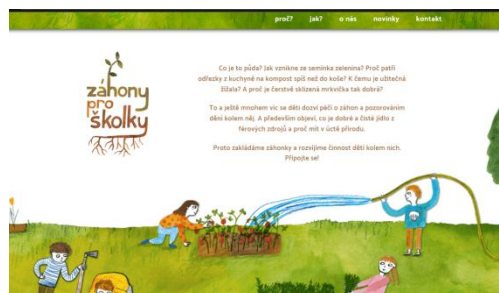 proč? jak? o nás novinky kontakt
záhony
pro
školky
Co je to půda? Jak vznikne ze semínka zelenina? Proč patří
odřezky z kuchyně na kompost spíš než do koše? K čemu je užitečná
žížala? A proč je čerstvě sklizená mrkvička tak dobrá?
To a ještě mnohem víc se děti dozví péčí o záhon a pozorováním
dění kolem něj. A především objeví, co je dobré a čisté jídlo z
férových zdrojů a proč mít v úctě přírodu.
Proto zakládáme záhonky a rozvíjíme činnost dětí kolem nich.
Připojte se!